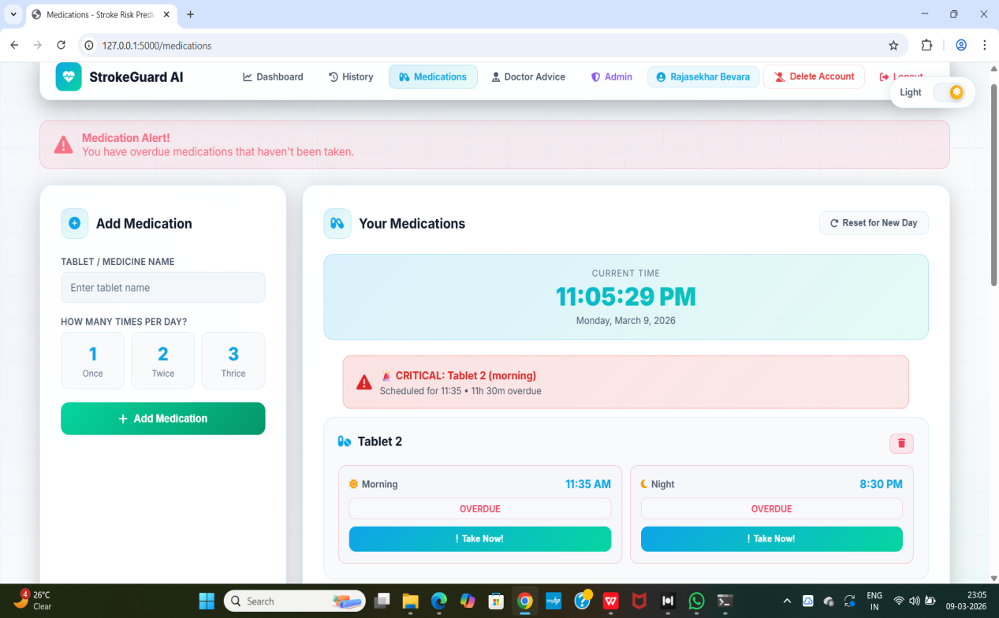 Medications - Stroke Risk Predi
127.0.0.1:5000/medications
StrokeGuard AI
Dashboard
History
Medications
Doctor Advice
Admin
Rajasekhar Bevara
Delete Account
Logout
Light
Medication Alert!
You have overdue medications that haven't been taken.
Add Medication
TABLET / MEDICINE NAME
Enter tablet name
HOW MANY TIMES PER DAY?
1
Once
2
Twice
3
Thrice
+ Add Medication
Your Medications
Reset for New Day
CURRENT TIME
11:05:29 PM
Monday, March 9, 2026
CRITICAL: Tablet 2 (morning)
Scheduled for 11:35 • 11h 30m overdue
Tablet 2
Morning
11:35 AM
OVERDUE
! Take Now!
Night
8:30 PM
OVERDUE
! Take Now!
4
26°C
Clear
Search
myhp
ENG
IN
23:05
09-03-2026